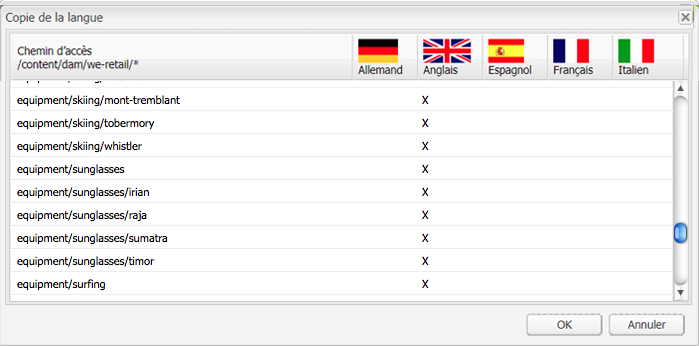 Copie de la langue
Chemin d'accès
/content/dam/we-retail/*
Allemand Anglais Espagnol Français Italien
equipment/skiing/mont-tremblant X
equipment/skiing/tobermory X
equipment/skiing/whistler X
equipment/sunglasses X
equipment/sunglasses/irian X
equipment/sunglasses/raja X
equipment/sunglasses/sumatra X
equipment/sunglasses/timor X
equipment/surfing X
OK Annuler